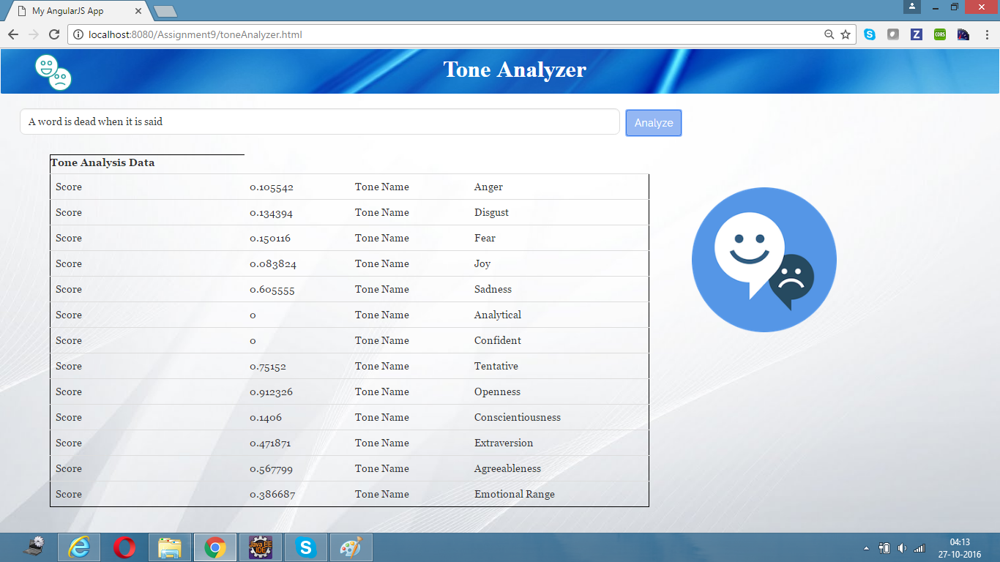 My AngularJS App
localhost:8080/Assignment9/toneAnalyzer.html
Z
CORS
Tone Analyzer
A word is dead when it is said
Analyze
Tone Analysis Data
Score 0.105542 Tone Name Anger
Score 0.134394 Tone Name Disgust
Score 0.150116 Tone Name Fear
Score 0.083824 Tone Name Joy
Score 0.605555 Tone Name Sadness
Score 0 Tone Name Analytical
Score 0 Tone Name Confident
Score 0.75152 Tone Name Tentative
Score 0.912326 Tone Name Openness
Score 0.1406 Tone Name Conscientiousness
Score 0.471871 Tone Name Extraversion
Score 0.567799 Tone Name Agreeableness
Score 0.386687 Tone Name Emotional Range
Java EE
IDE
04:13
27-10-2016